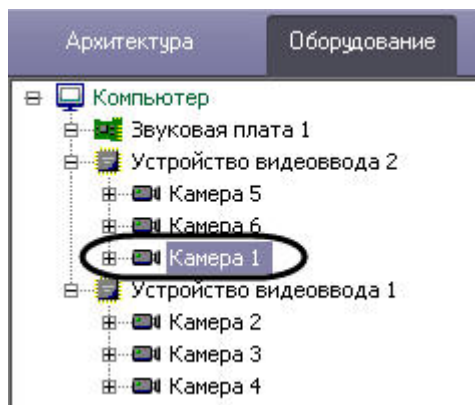 Архитектура Оборудование
Компьютер
Звуковая плата 1
Устройство видеоввода 2
Камера 5
Камера 6
Камера 1
Устройство видеоввода 1
Камера 2
Камера 3
Камера 4